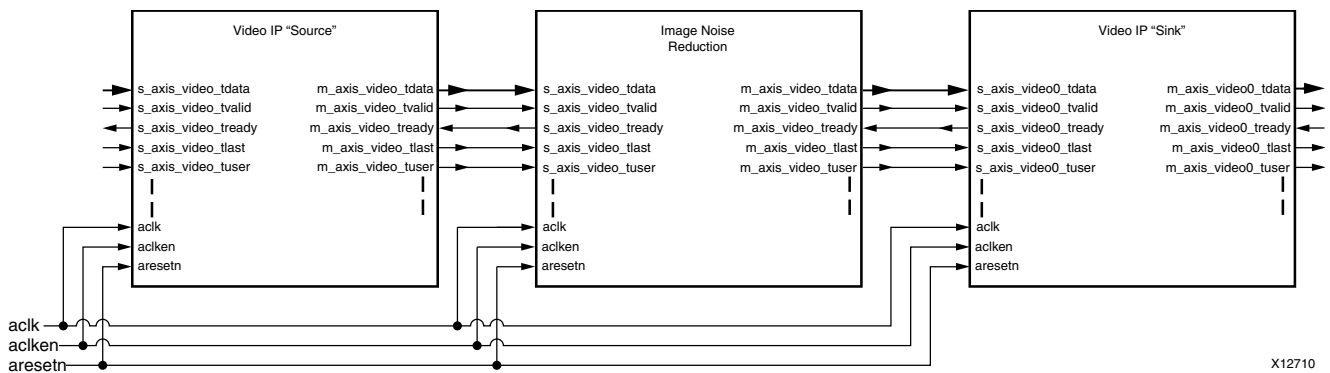 Video IP “Source”
s_axis_video_tdata
s_axis_video_tvalid
s_axis_video_tready
s_axis_video_tlast
s_axis_video_tuser
m_axis_video_tdata
m_axis_video_tvalid
m_axis_video_tready
m_axis_video_tlast
m_axis_video_tuser
aclk
aclken
aresetn
Image Noise
Reduction
s_axis_video_tdata
s_axis_video_tvalid
s_axis_video_tready
s_axis_video_tlast
s_axis_video_tuser
m_axis_video_tdata
m_axis_video_tvalid
m_axis_video_tready
m_axis_video_tlast
m_axis_video_tuser
aclk
aclken
aresetn
Video IP “Sink”
s_axis_video0_tdata
s_axis_video0_tvalid
s_axis_video0_tready
s_axis_video0_tlast
s_axis_video0_tuser
m_axis_video0_tdata
m_axis_video0_tvalid
m_axis_video0_tready
m_axis_video0_tlast
m_axis_video0_tuser
aclk
aclken
aresetn
aclk
aclken
aresetn
X12710